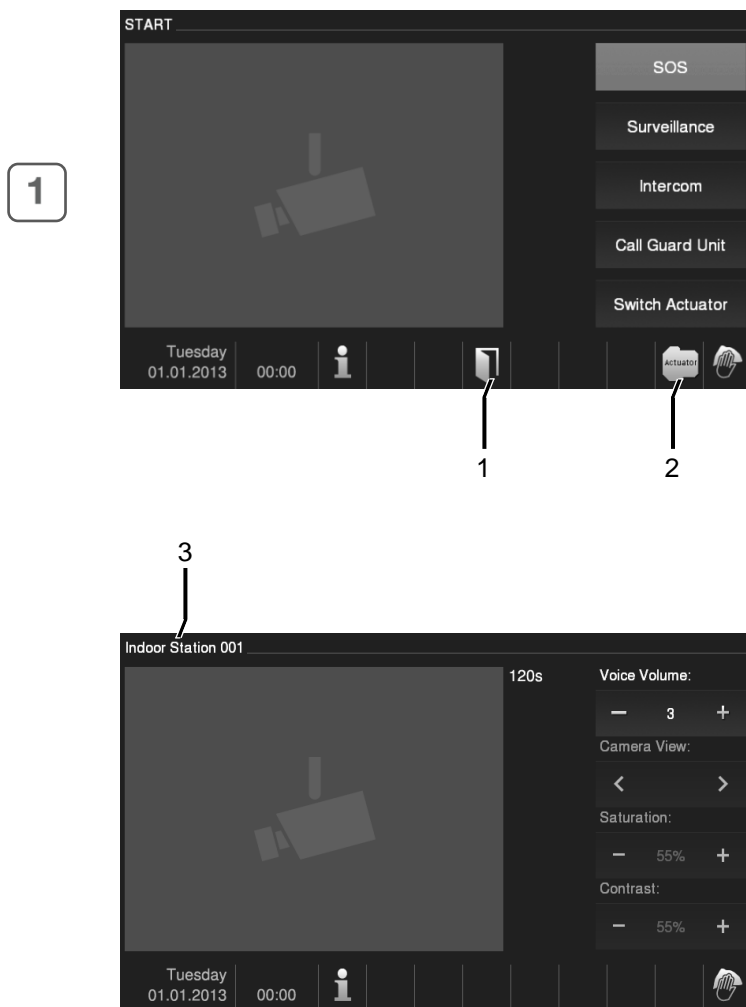 START
SOS
Surveillance
1
Intercom
Call Guard Unit
Switch Actuator
Tuesday
01.01.2013 00:00
Actuator
1 2
3
Indoor Station 001
120s
Voice Volume:
— 3 +
Camera View:
< >
Saturation:
— 55% +
Contrast:
— 55% +
Tuesday
01.01.2013 00:00